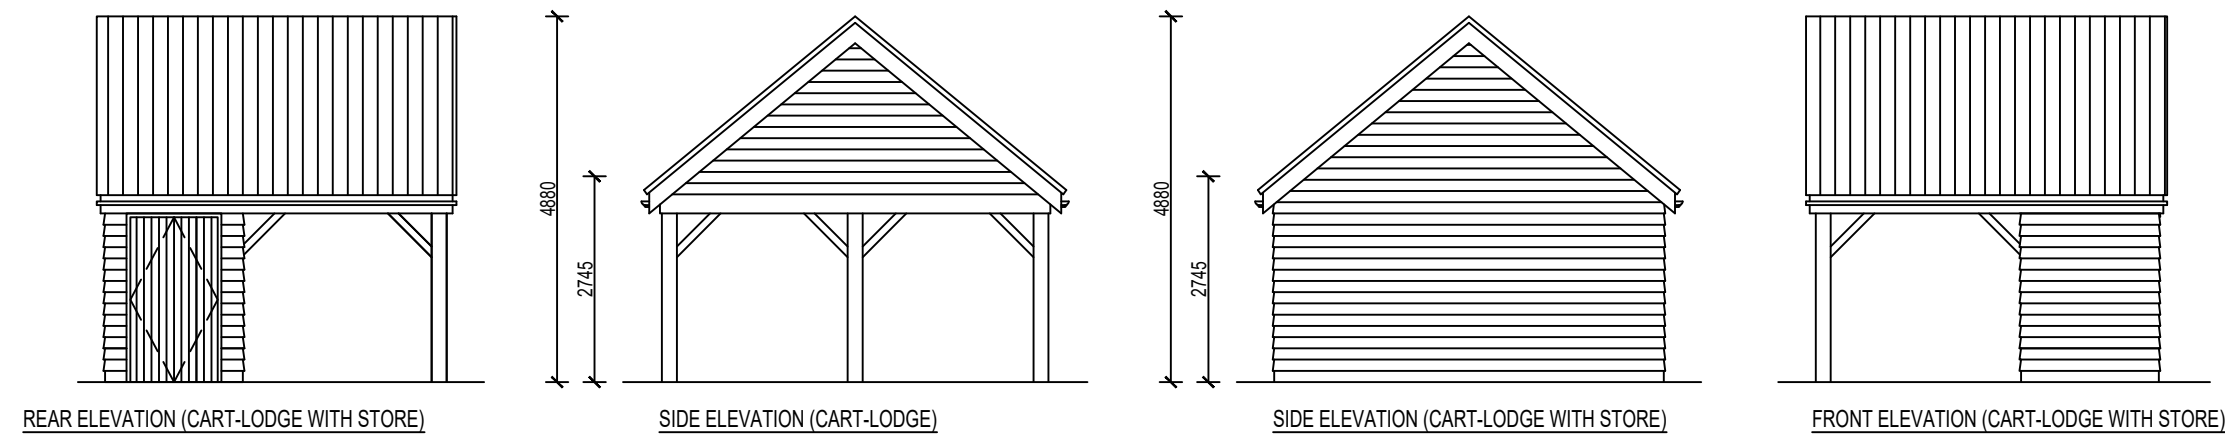 4880
2745
4880
2745
REAR ELEVATION (CART-LODGE WITH STORE)
SIDE ELEVATION (CART-LODGE)
SIDE ELEVATION (CART-LODGE WITH STORE)
FRONT ELEVATION (CART-LODGE WITH STORE)